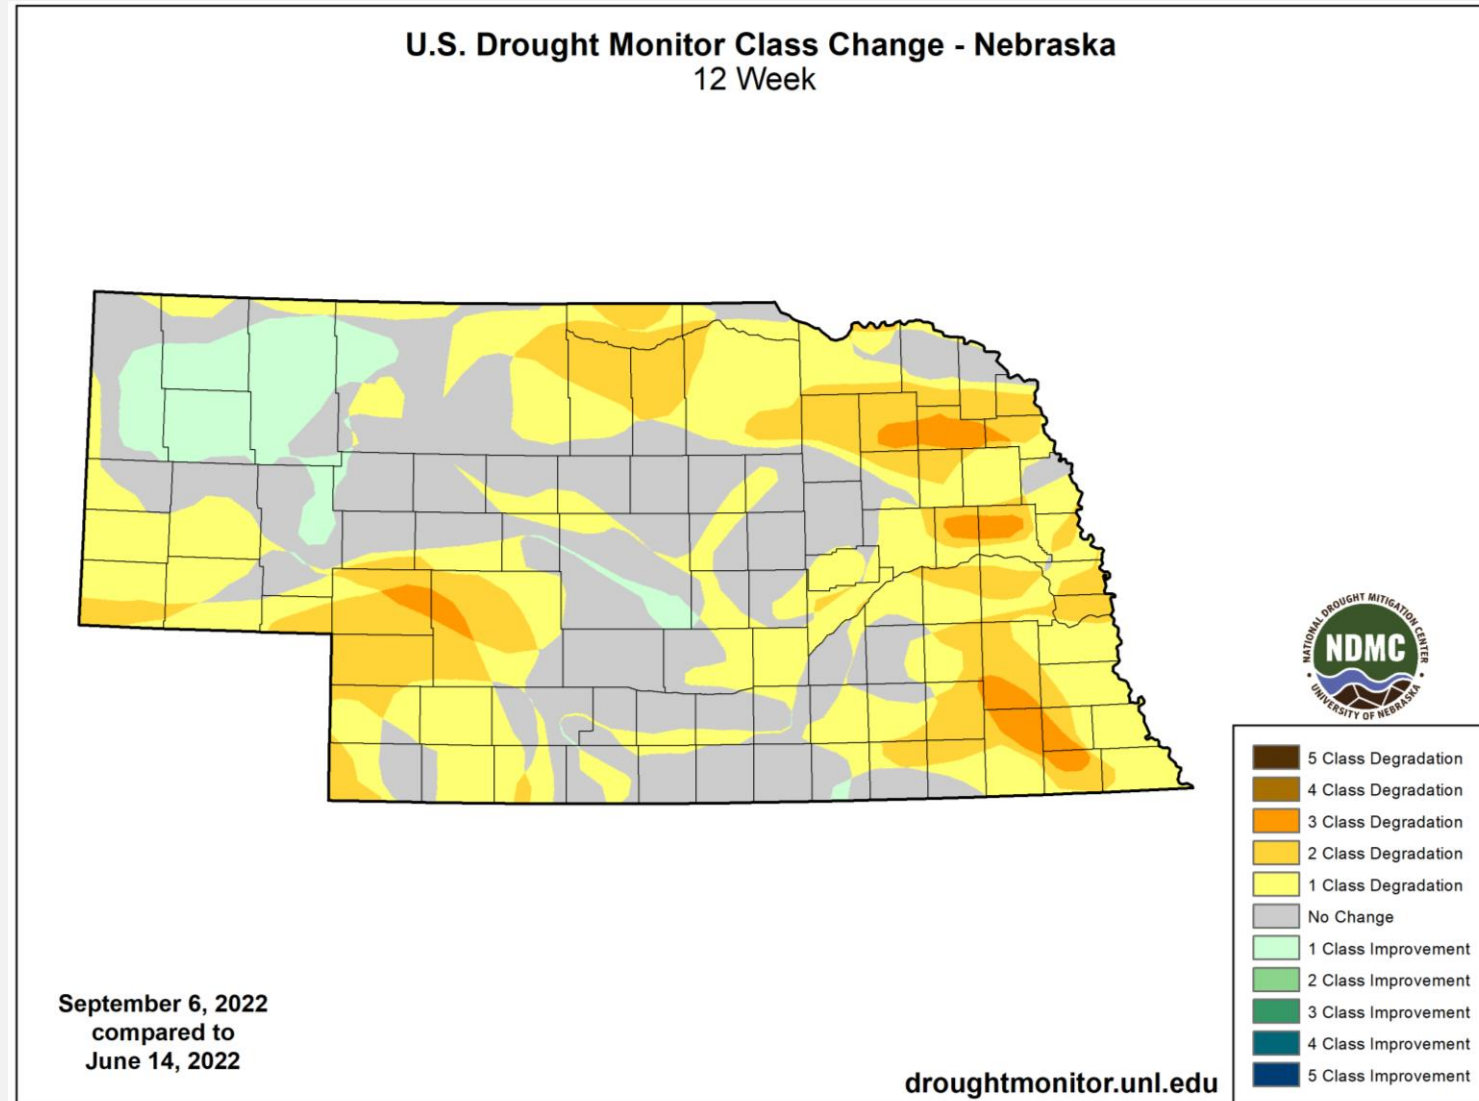 U.S. Drought Monitor Class Change - Nebraska
12 Week
NATIONAL DROUGHT MITIGATION CENTER
NDMC
UNIVERSITY OF NEBRASKA
5 Class Degradation
4 Class Degradation
3 Class Degradation
2 Class Degradation
1 Class Degradation
No Change
1 Class Improvement
2 Class Improvement
3 Class Improvement
4 Class Improvement
5 Class Improvement
September 6, 2022
compared to
June 14, 2022
droughtmonitor.unl.edu